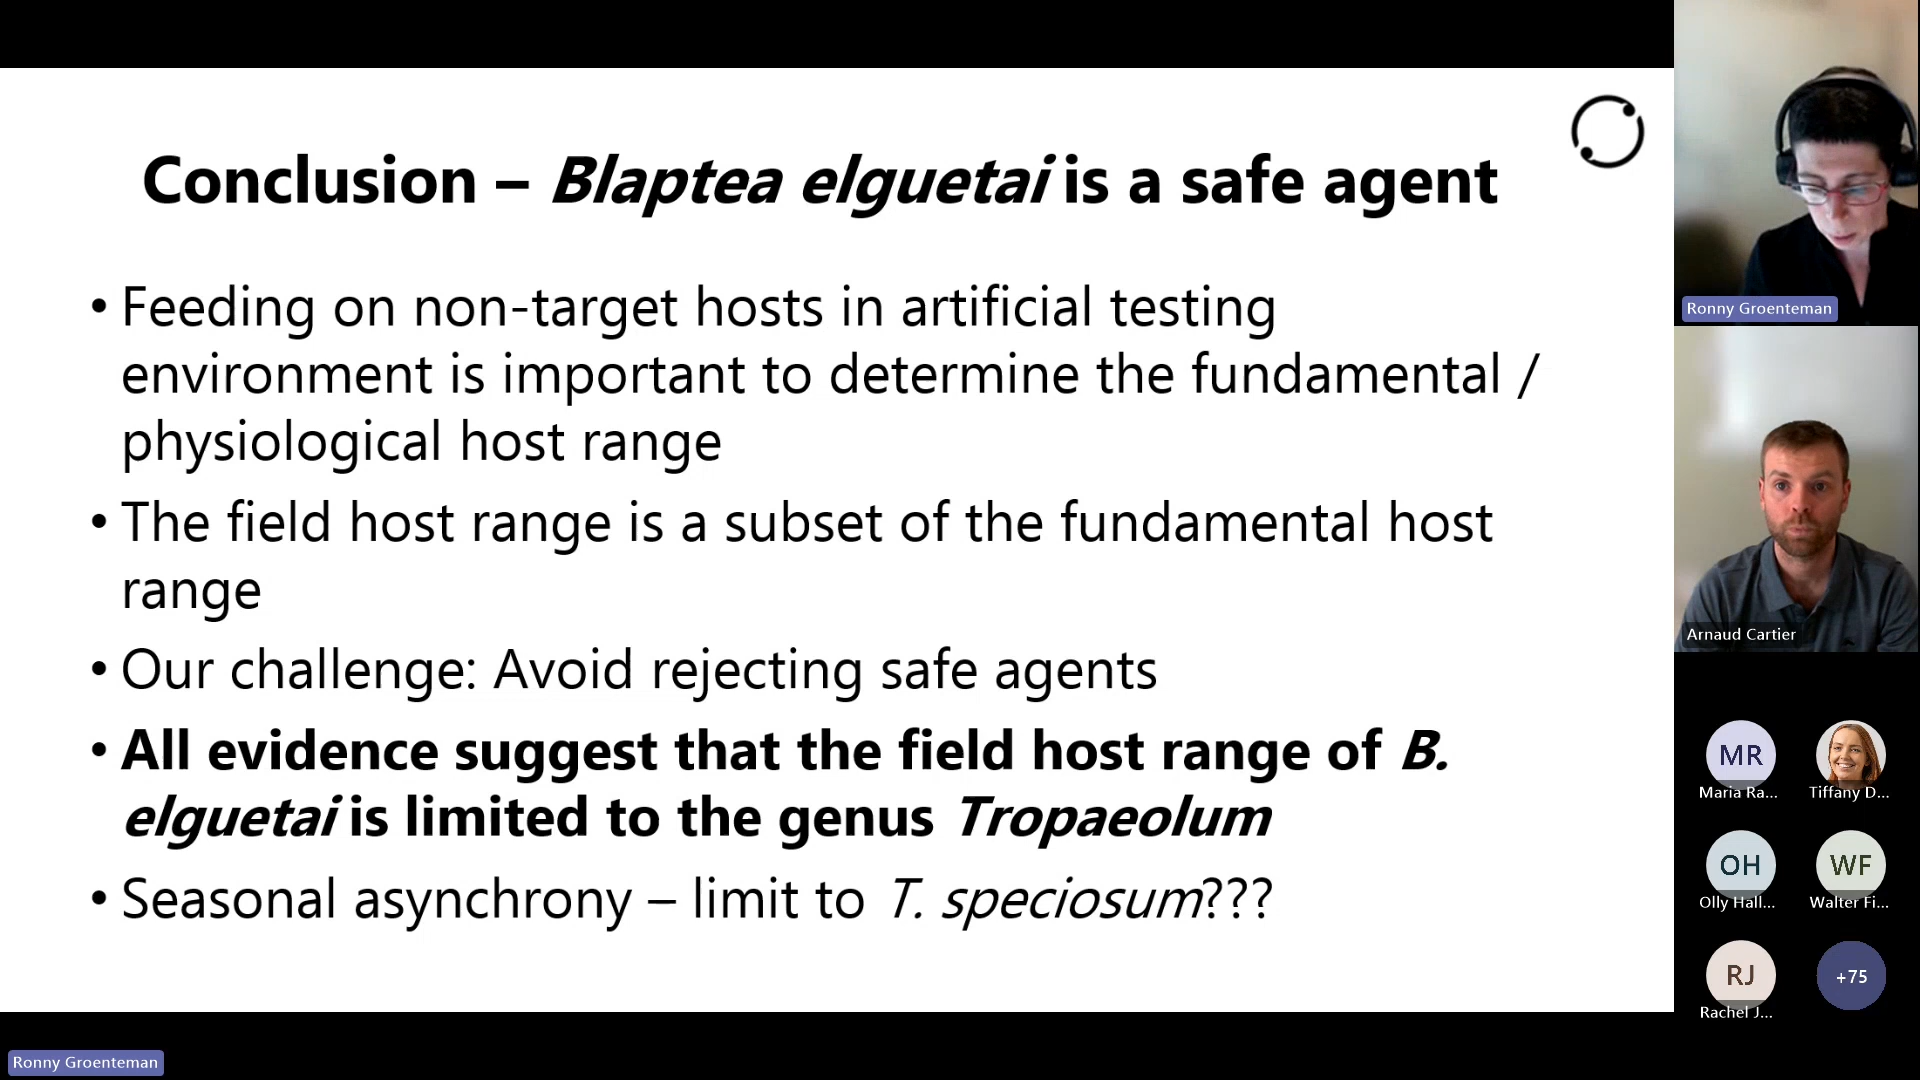 Conclusion – Blaptea elguetai is a safe agent
• Feeding on non-target hosts in artificial testing
environment is important to determine the fundamental /
physiological host range
• The field host range is a subset of the fundamental host
range
• Our challenge: Avoid rejecting safe agents
• All evidence suggest that the field host range of B.
elguetai is limited to the genus Tropaeolum
• Seasonal asynchrony – limit to T. speciosum???
Ronny Groenteman
Arnaud Cartier
MR
Maria Ra...
Tiffany D...
OH
Olly Hall...
WF
Walter Fi...
RJ
Rachel J...
+75
Ronny Groenteman